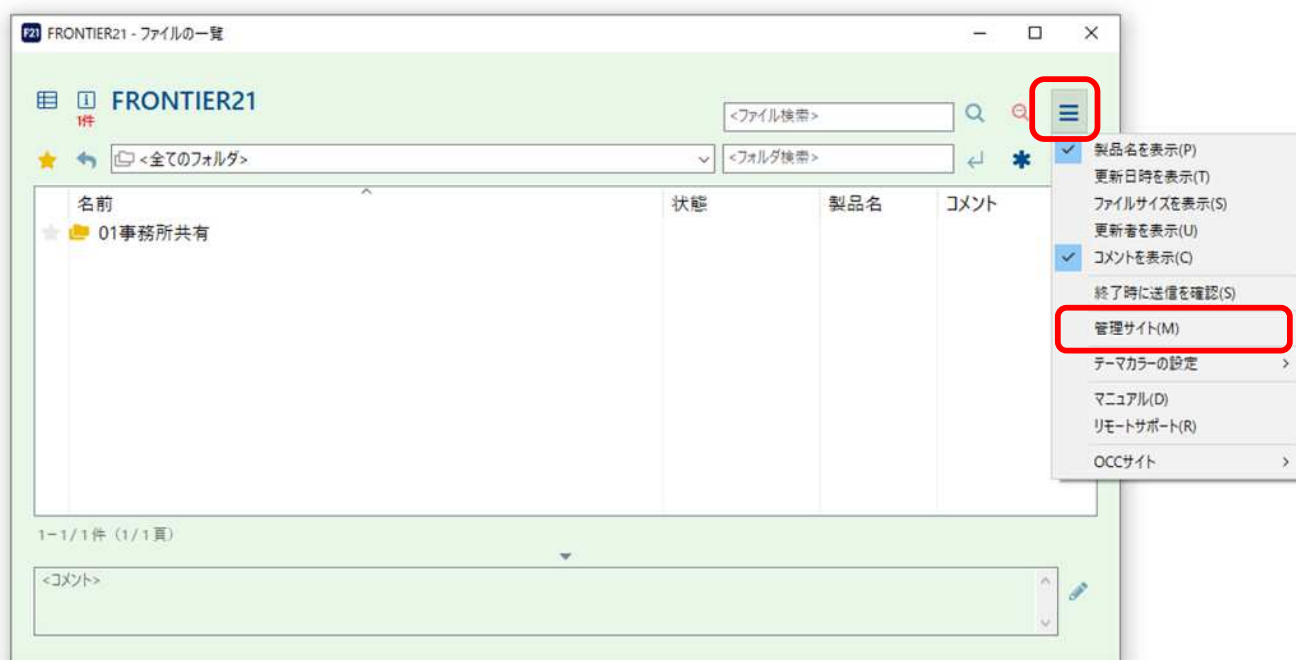 F21 FRONTIER21 - ファイルの一覧
FRONTIER21
1件
<ファイル検索>
<全てのフォルダ>
<フォルダ検索>
名前 状態 製品名 コメント
01事務所共有
製品名を表示(P)
更新日時を表示(T)
ファイルサイズを表示(S)
更新者を表示(U)
コメントを表示(C)
終了時に送信を確認(S)
管理サイト(M)
テーマカラーの設定
マニュアル(D)
リモートサポート(R)
OCCサイト
1-1/1件 (1/1頁)
<コメント>